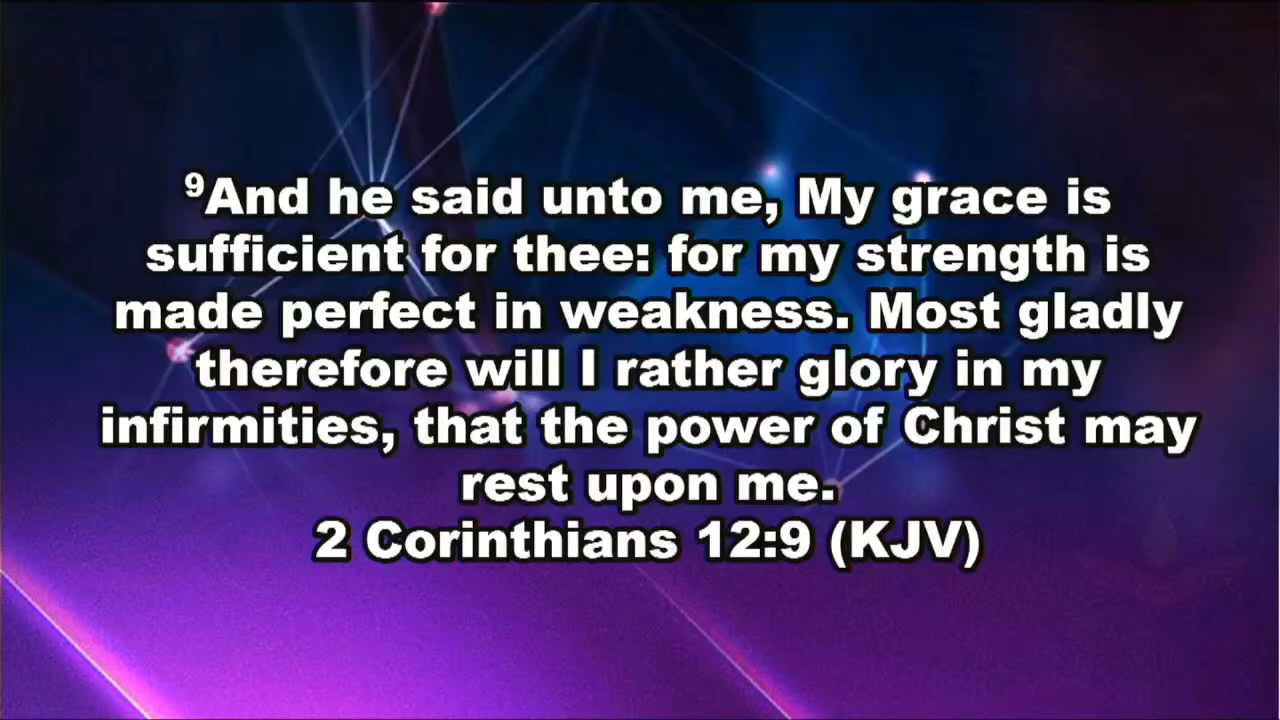 ⁹And he said unto me, My grace is
sufficient for thee: for my strength is
made perfect in weakness. Most gladly
therefore will I rather glory in my
infirmities, that the power of Christ may
rest upon me.
2 Corinthians 12:9 (KJV)